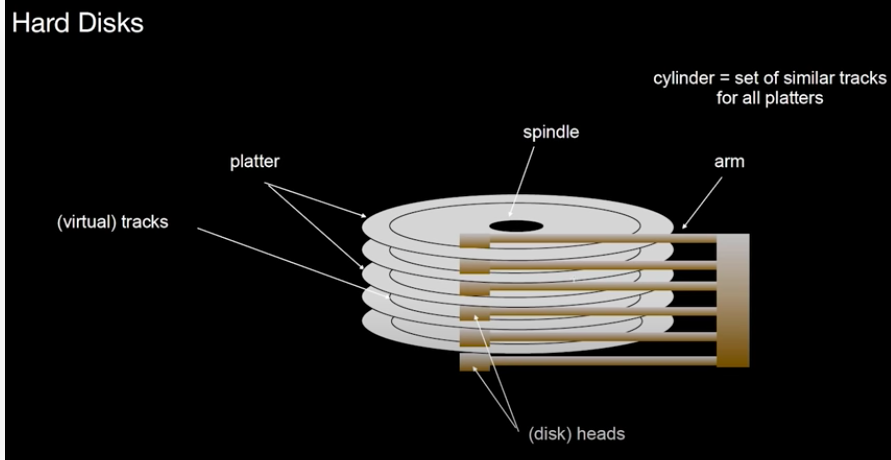 Hard Disks
cylinder = set of similar tracks
for all platters
spindle
platter
arm
(virtual) tracks
(disk) heads